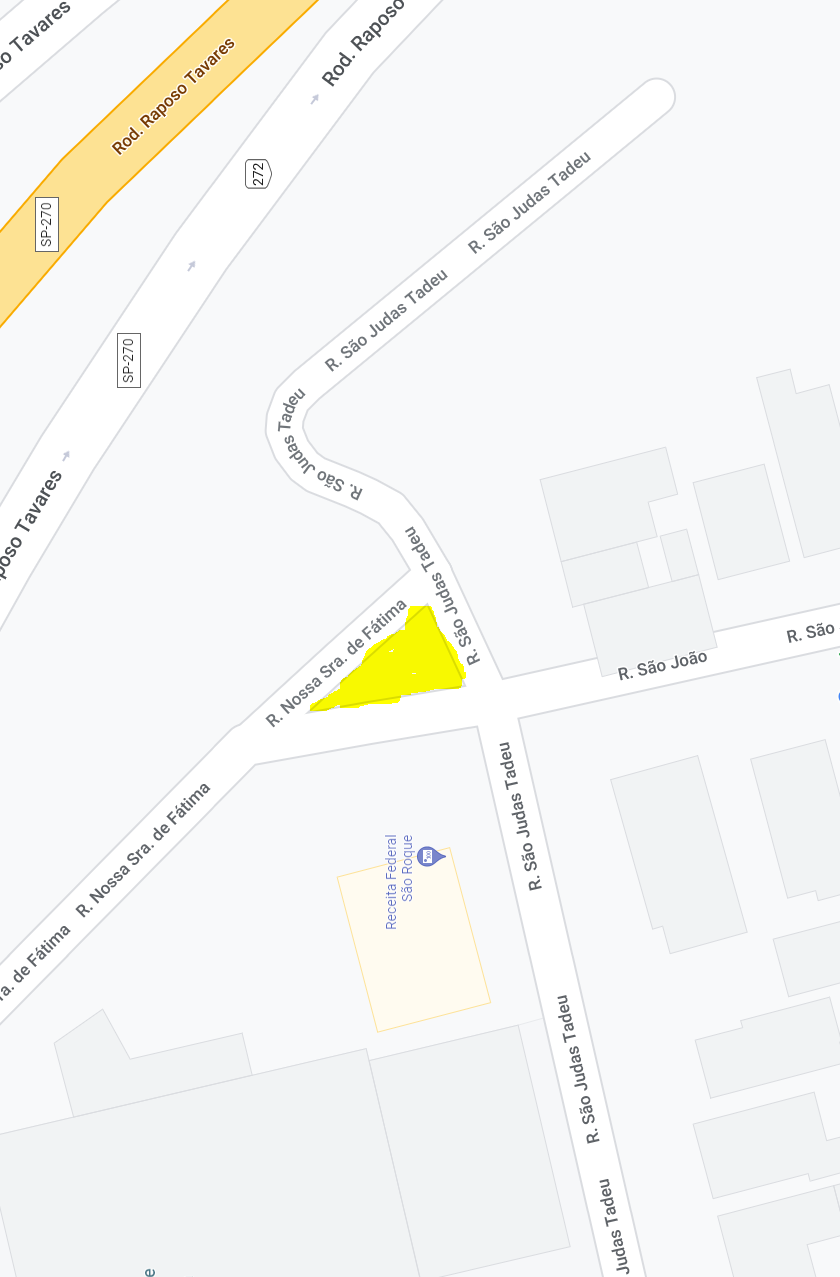 so Tavares
Rod. Raposo Tavares
Rod. Raposo
272
SP-270
SP-270
poso Tavares
R. São Judas Tadeu
R. São Judas Tadeu
R. São Judas Tadeu
R. São Judas Tadeu
R. São Judas Tadeu
R. São Judas Tadeu
R. Nossa Sra. de Fátima
R. São João
R. São
R. São Judas Tadeu
R. Nossa Sra. de Fátima
ra. de Fátima
Receita Federal
São Roque
R. São Judas Tadeu
Judas Tadeu
e